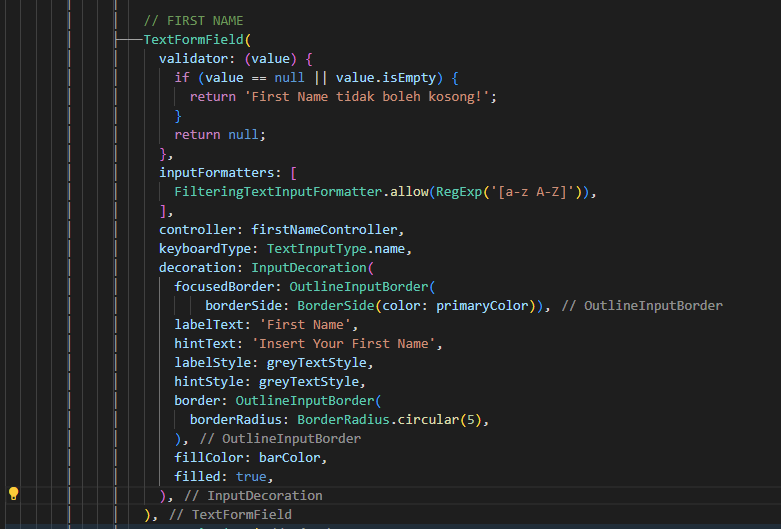 // FIRST NAME
TextFormField(
validator: (value) {
if (value == null || value.isEmpty) {
return 'First Name tidak boleh kosong!';
}
return null;
},
inputFormatters: [
FilteringTextInputFormatter.allow(RegExp('[a-z A-Z]')),
],
controller: firstNameController,
keyboardType: TextInputType.name,
decoration: InputDecoration(
focusedBorder: OutlineInputBorder(
borderSide: BorderSide(color: primaryColor)), // OutlineInputBorder
labelText: 'First Name',
hintText: 'Insert Your First Name',
labelStyle: greyTextStyle,
hintStyle: greyTextStyle,
border: OutlineInputBorder(
borderRadius: BorderRadius.circular(5),
), // OutlineInputBorder
fillColor: barColor,
filled: true,
), // InputDecoration
), // TextFormField